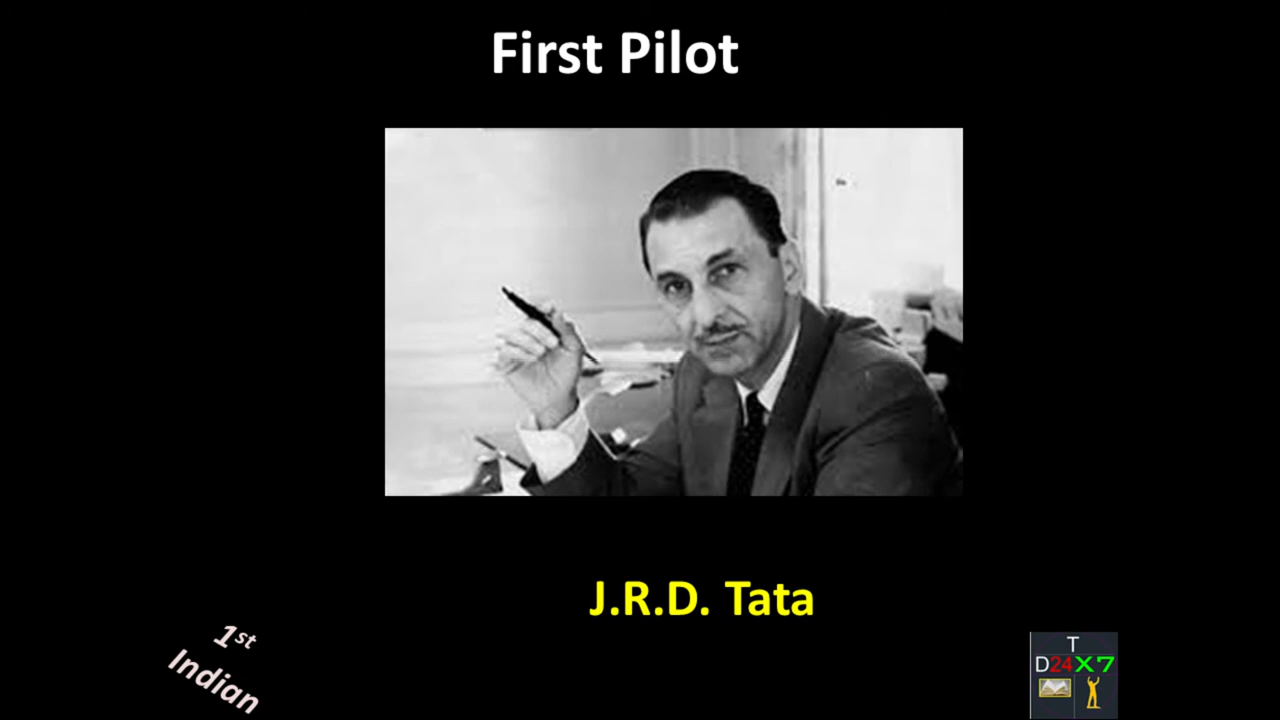 First Pilot
J.R.D. Tata
1st
Indian
T
D24X7